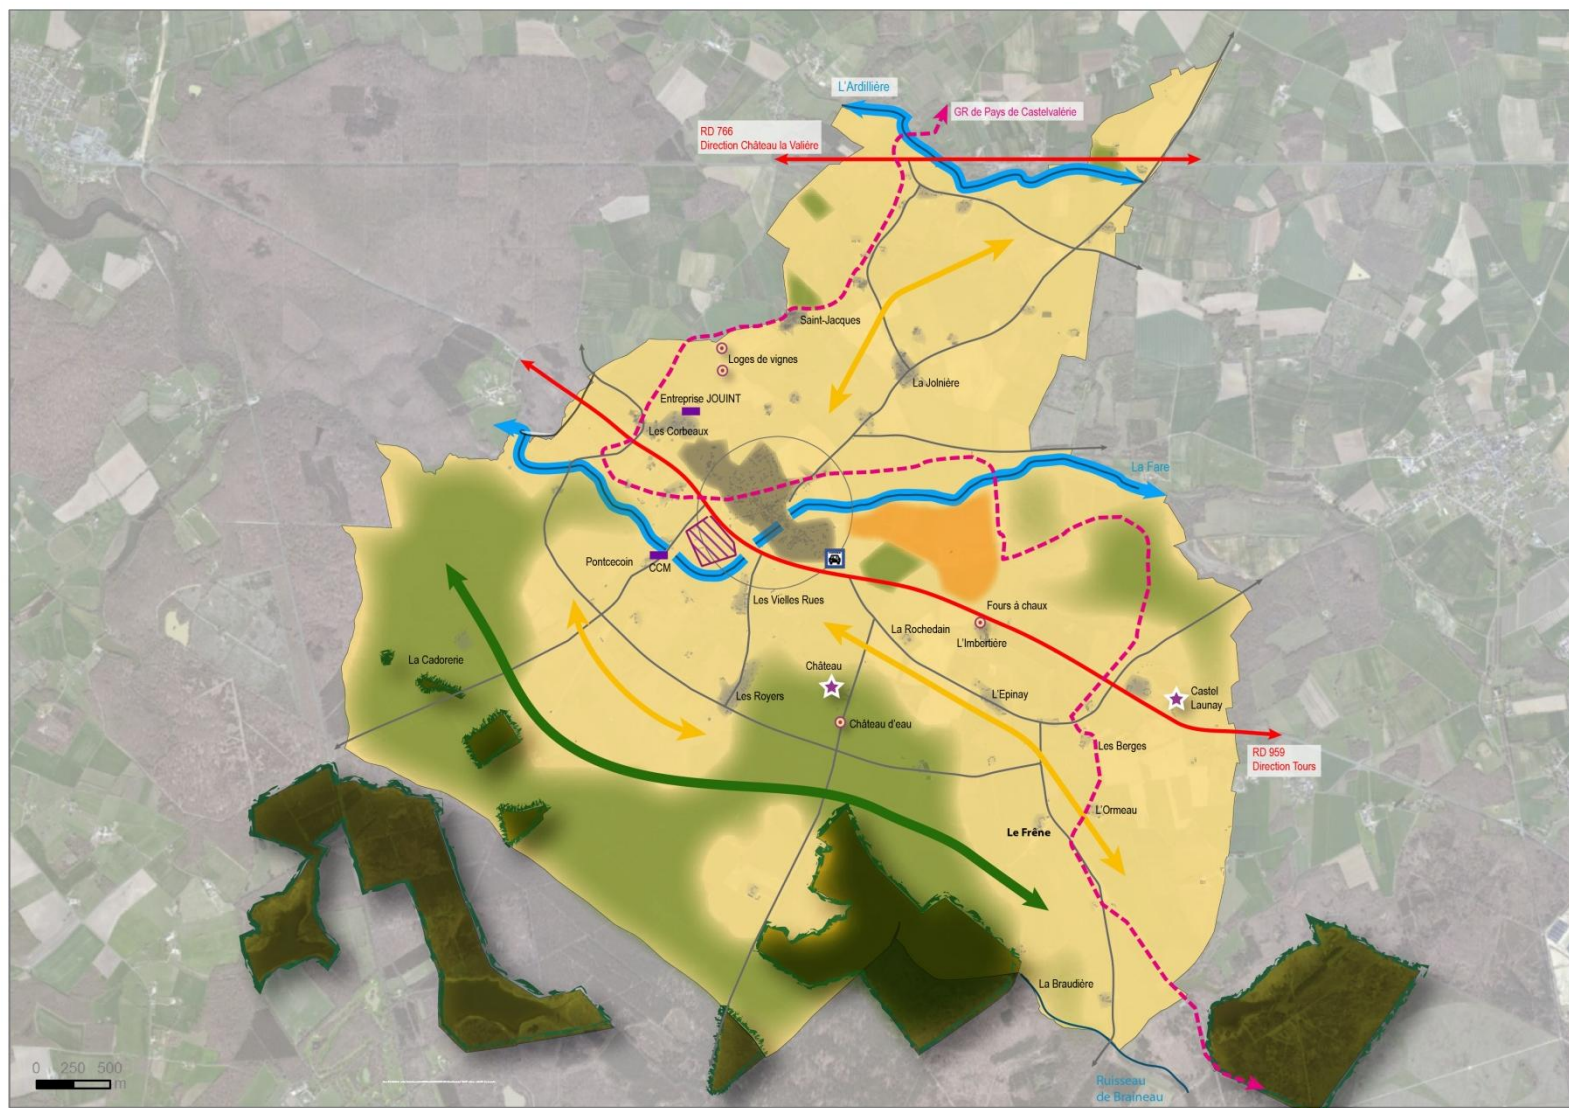 L'Ardillière
GR de Pays de Castelvalérie
RD 766
Direction Château la Valière
Saint-Jacques
Loges de vignes
La Jolnière
Entreprise JOUINT
Les Corbeaux
La Fare
Pontcecoin
CCM
Les Vielles Rues
Fours à chaux
La Rochedain
L'Imbertière
La Cadorerie
Château
Les Royers
L'Epinay
Castel
Launay
Château d'eau
Les Berges
RD 959
Direction Tours
L'Ormeau
Le Frêne
La Braudière
0 250 500
m
Ruisseau
de Braineau